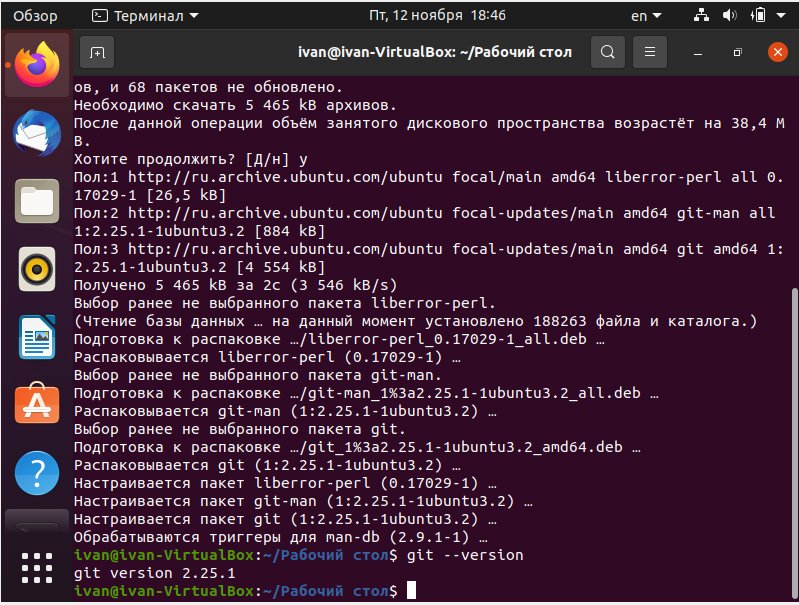 Обзор
Терминал
Пт, 12 ноября 18:46
en
ivan@ivan-VirtualBox: ~/Рабочий стол
ов, и 68 пакетов не обновлено.
Необходимо скачать 5 465 kB архивов.
После данной операции объём занятого дискового пространства возрастёт на 38,4 M
B.
Хотите продолжить? [Д/н] y
Пол:1 http://ru.archive.ubuntu.com/ubuntu focal/main amd64 liberror-perl all 0.
17029-1 [26,5 kB]
Пол:2 http://ru.archive.ubuntu.com/ubuntu focal-updates/main amd64 git-man all
1:2.25.1-1ubuntu3.2 [884 kB]
Пол:3 http://ru.archive.ubuntu.com/ubuntu focal-updates/main amd64 git amd64 1:
2.25.1-1ubuntu3.2 [4 554 kB]
Получено 5 465 kB за 2с (3 546 kB/s)
Выбор ранее не выбранного пакета liberror-perl.
(Чтение базы данных … на данный момент установлено 188263 файла и каталога.)
Подготовка к распаковке …/liberror-perl_0.17029-1_all.deb …
Распаковывается liberror-perl (0.17029-1) …
Выбор ранее не выбранного пакета git-man.
Подготовка к распаковке …/git-man_1%3a2.25.1-1ubuntu3.2_all.deb …
Распаковывается git-man (1:2.25.1-1ubuntu3.2) …
Выбор ранее не выбранного пакета git.
Подготовка к распаковке …/git_1%3a2.25.1-1ubuntu3.2_amd64.deb …
Распаковывается git (1:2.25.1-1ubuntu3.2) …
Настраивается пакет liberror-perl (0.17029-1) …
Настраивается пакет git-man (1:2.25.1-1ubuntu3.2) …
Настраивается пакет git (1:2.25.1-1ubuntu3.2) …
Обрабатываются триггеры для man-db (2.9.1-1) …
ivan@ivan-VirtualBox:~/Рабочий стол$ git --version
git version 2.25.1
ivan@ivan-VirtualBox:~/Рабочий стол$